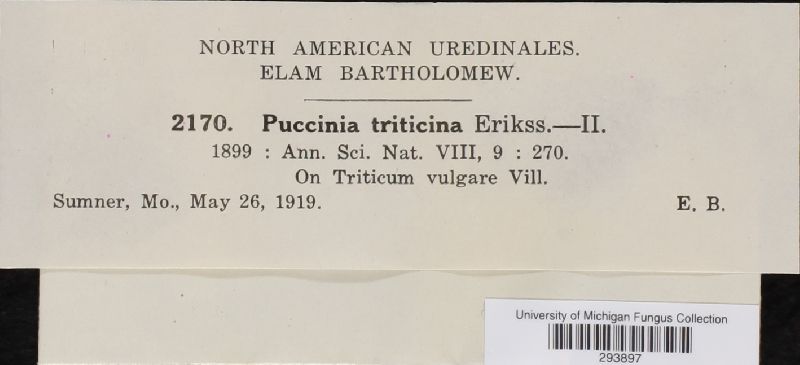 NORTH AMERICAN UREDINALES.
ELAM BARTHOLOMEW.
2170. Puccinia triticina Erikss.—II.
1899 : Ann. Sci. Nat. VIII, 9 : 270.
On Triticum vulgare Vill.
Sumner, Mo., May 26, 1919. E. B.
University of Michigan Fungus Collection
293897